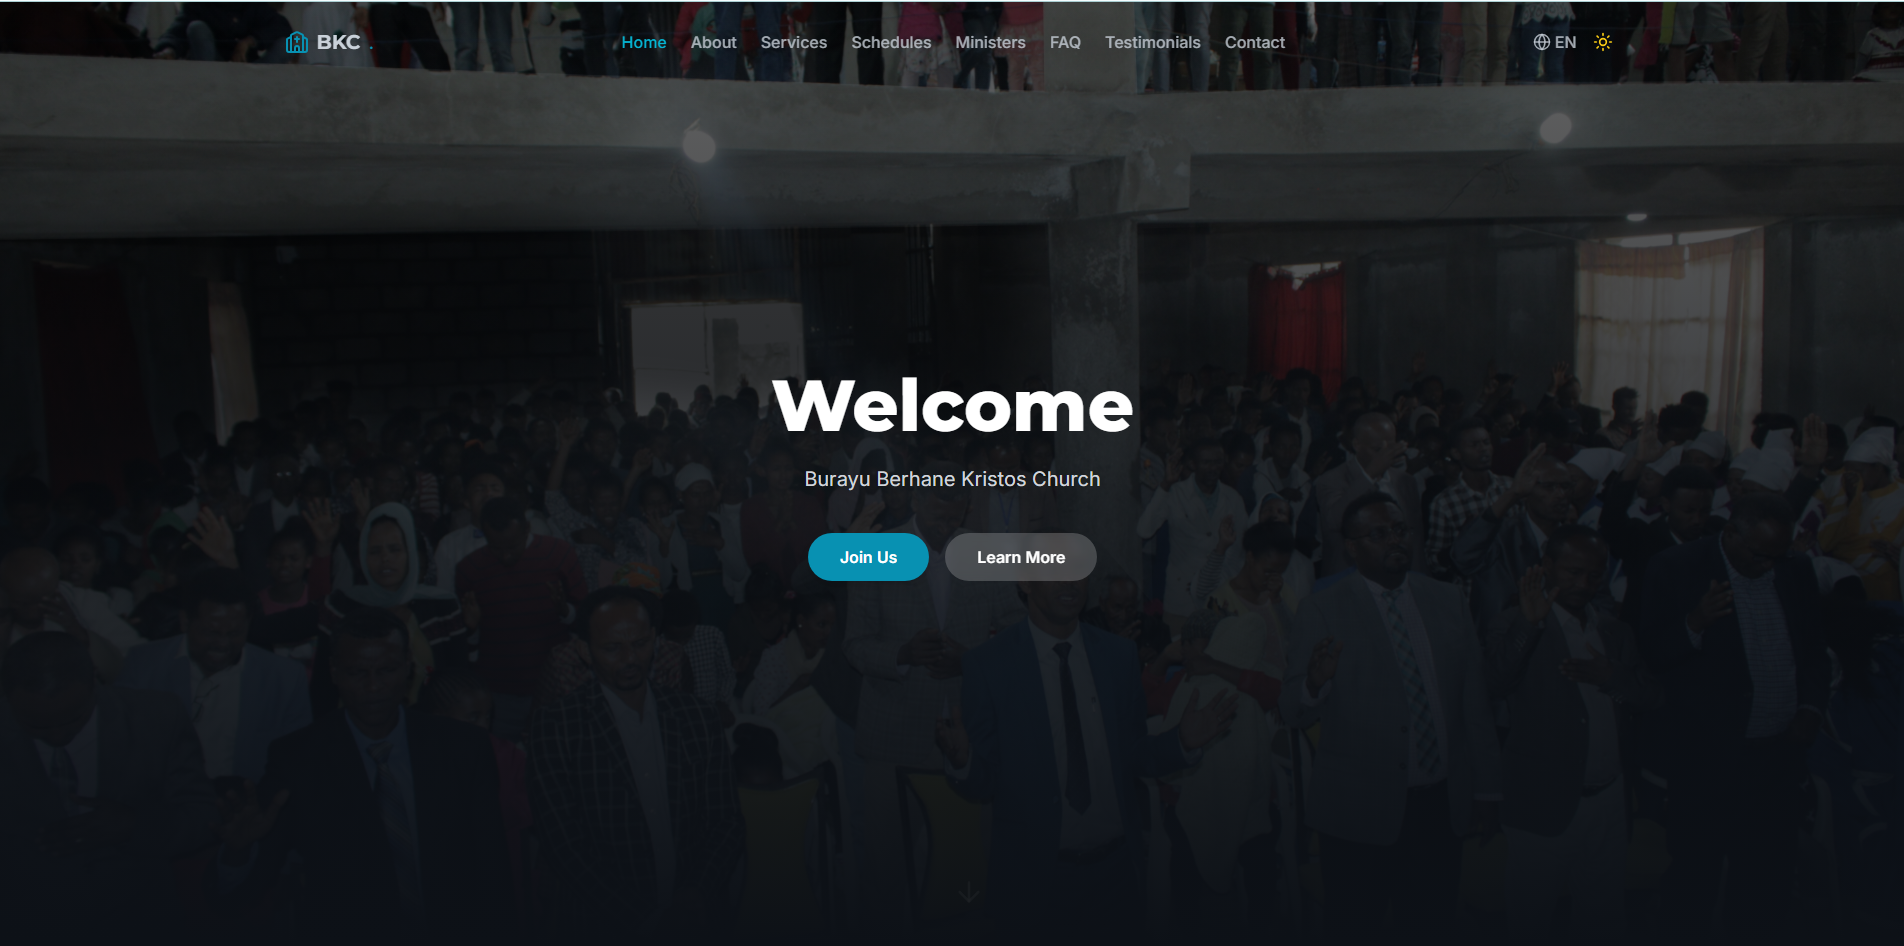 BKC .
Home About Services Schedules Ministers FAQ Testimonials Contact
EN
Welcome
Burayu Berhane Kristos Church
Join Us
Learn More